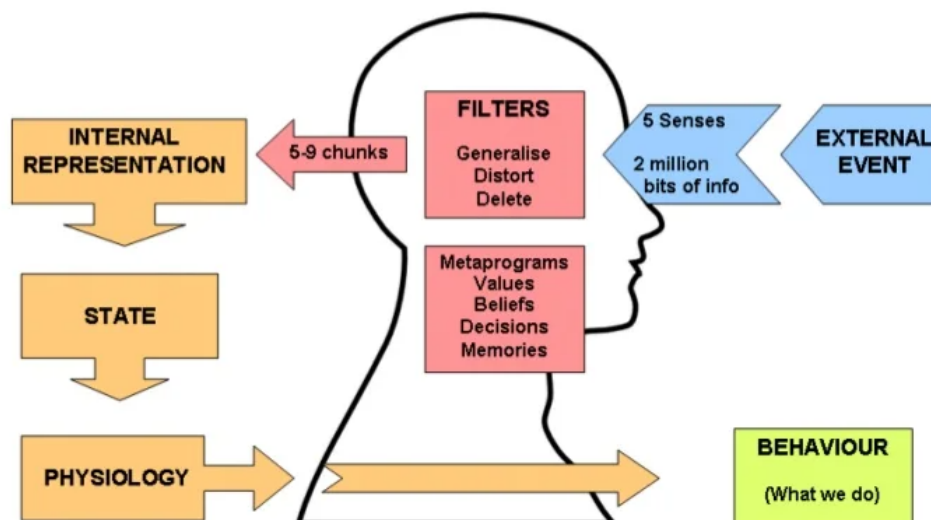 EXTERNAL
EVENT
5 Senses
2 million
bits of info
FILTERS
Generalise
Distort
Delete
Metaprograms
Values
Beliefs
Decisions
Memories
5-9 chunks
INTERNAL
REPRESENTATION
STATE
PHYSIOLOGY
BEHAVIOUR
(What we do)